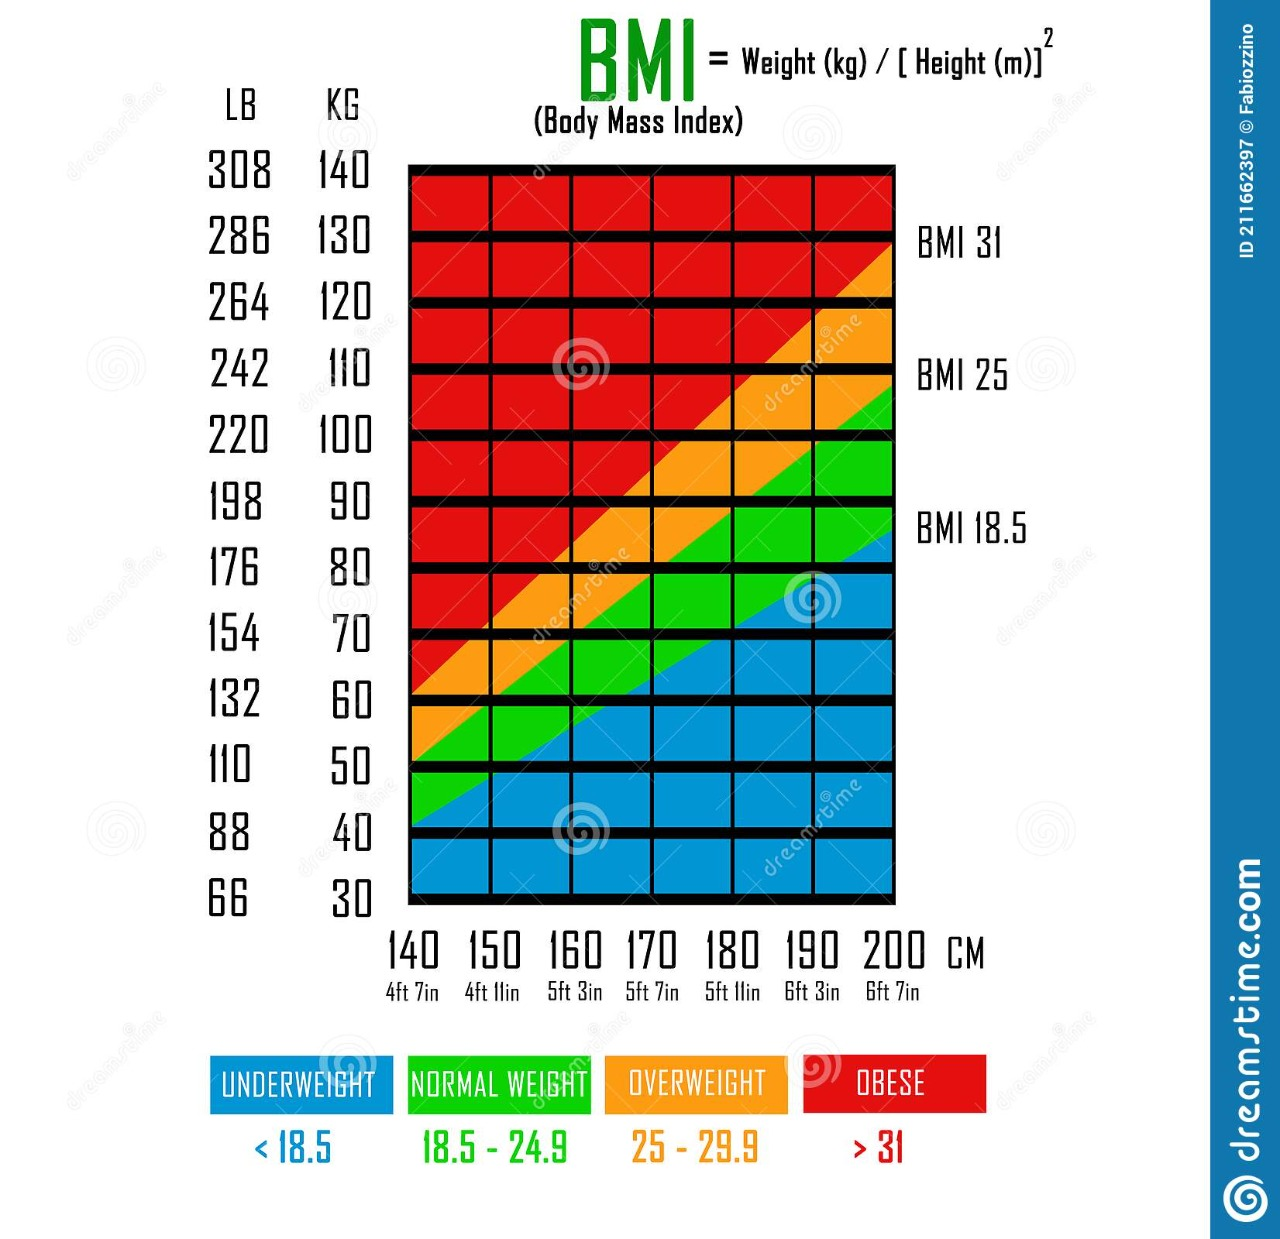 BMI = Weight (kg) / [ Height (m)]2
(Body Mass Index)
LB KG
308 140
286 130
BMI 31
264 120
242 110
BMI 25
220 100
198 90
BMI 18.5
176 80
154 70
132 60
110 50
88 40
66 30
140 150 160 170 180 190 200 CM
4ft 7in 4ft 11in 5ft 3in 5ft 7in 5ft 11in 6ft 3in 6ft 7in
UNDERWEIGHT NORMAL WEIGHT OVERWEIGHT OBESE
< 18.5 18.5 - 24.9 25 - 29.9 > 31
ID 211662397 © Fabiozzino
dreamstime.com
dreamstime